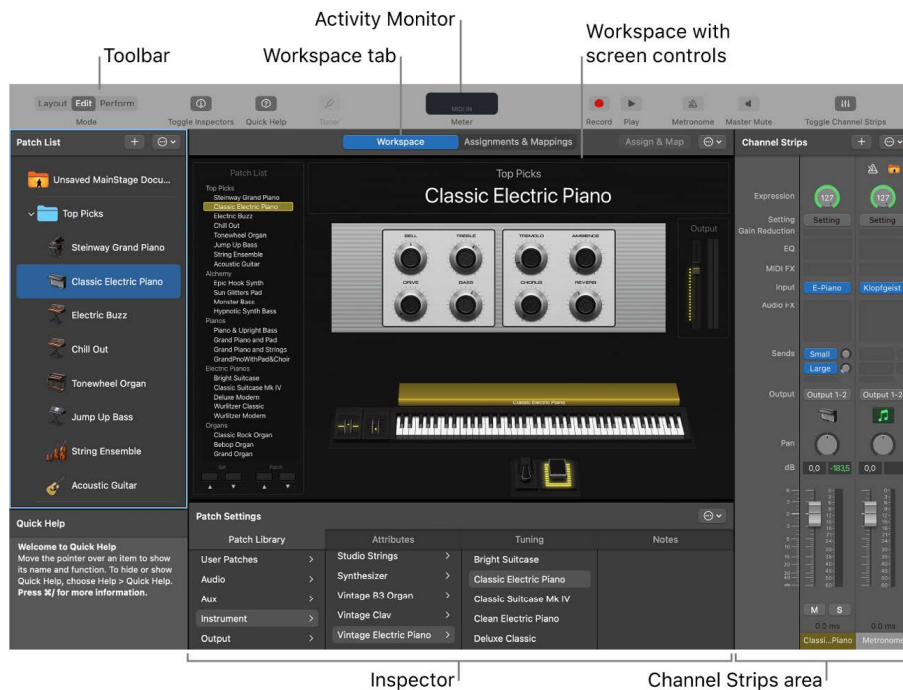 Activity Monitor
Workspace with
screen controls
Toolbar
Workspace tab
Layout Edit Perform
Mode
Toggle Inspectors
Quick Help
Tuner
MIDI IN
Meter
Record
Play
Metronome
Master Mute
Toggle Channel Strips
Patch List
+
Workspace
Assignments & Mappings
Assign & Map
Channel Strips
+
Unsaved MainStage Docu...
Top Picks
Steinway Grand Piano
Classic Electric Piano
Electric Buzz
Chill Out
Tonewheel Organ
Jump Up Bass
String Ensemble
Acoustic Guitar
Quick Help
Welcome to Quick Help
Move the pointer over an item to show
its name and function. To hide or show
Quick Help, choose Help > Quick Help.
Press ⌘/ for more information.
Patch List
Top Picks
Steinway Grand Piano
Classic Electric Piano
Electric Buzz
Chill Out
Tonewheel Organ
Jump Up Bass
String Ensemble
Acoustic Guitar
Alchemy
Epic Hook Synth
Sun Glitters Pad
Monster Bass
Hypnotic Synth Bass
Pianos
Piano & Upright Bass
Grand Piano and Pad
Grand Piano and Strings
GrandPnoWithPad&Choir
Electric Pianos
Bright Suitcase
Classic Suitcase Mk IV
Deluxe Modern
Wurlitzer Classic
Wurlitzer Modern
Organs
Classic Rock Organ
Bebop Organ
Grand Organ
Set
Patch
Top Picks
Classic Electric Piano
BELL
TREBLE
TREMOLO
AMBIENCE
DRIVE
BASS
CHORUS
REVERB
Output
Classic Electric Piano
Patch Settings
Patch Library
Attributes
Tuning
Notes
User Patches
Audio
Aux
Instrument
Output
Studio Strings
Synthesizer
Vintage B3 Organ
Vintage Clav
Vintage Electric Piano
Bright Suitcase
Classic Electric Piano
Classic Suitcase Mk IV
Clean Electric Piano
Deluxe Classic
Expression
127
127
Setting
Setting
Setting
Gain Reduction
EQ
MIDI FX
Input
E-Piano
Klopfgeist
Audio FX
Sends
Small
Large
Output
Output 1-2
Output 1-2
Pan
dB
0,0
-183,5
0,0
M
S
0.0 ms
0.0 ms
Classi...Piano
Metronome
Inspector
Channel Strips area